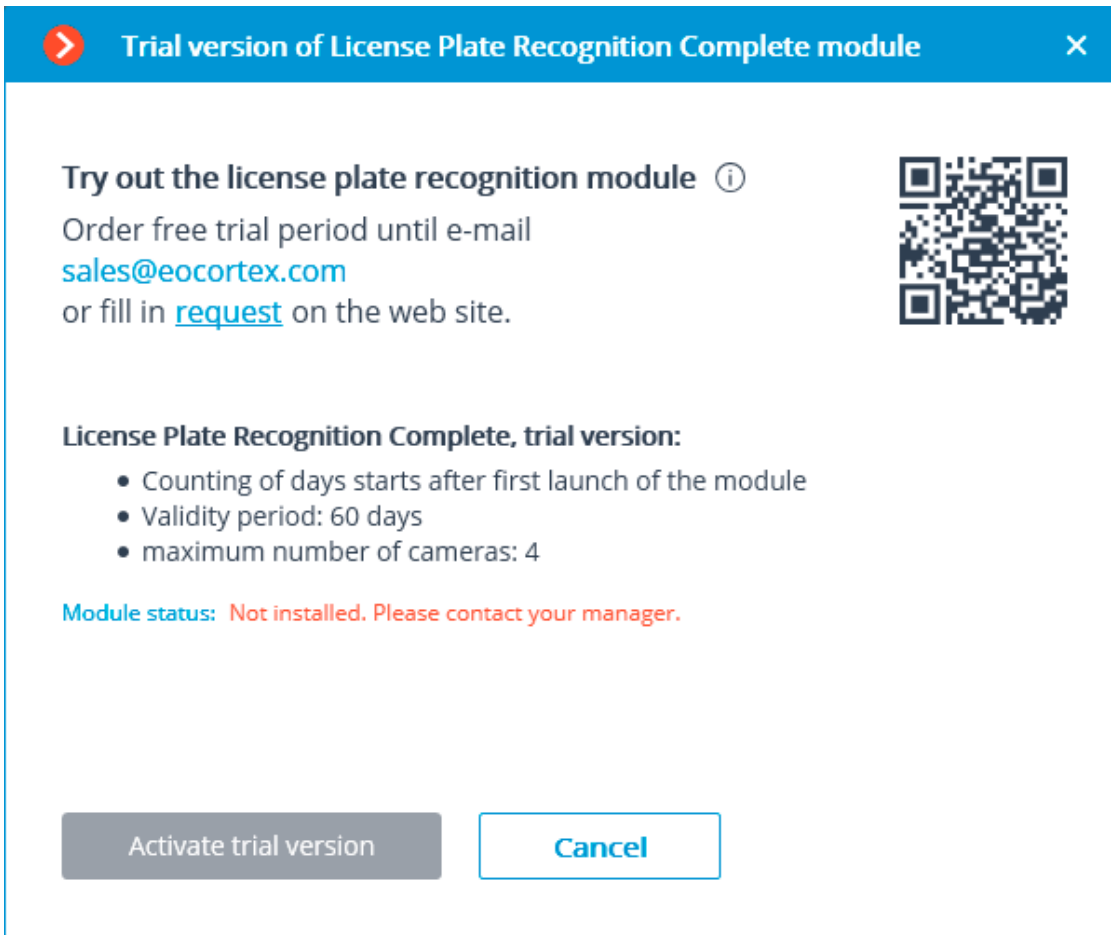 Trial version of License Plate Recognition Complete module
Try out the license plate recognition module
Order free trial period until e-mail
sales@eocortex.com
or fill in request on the web site.
License Plate Recognition Complete, trial version:
• Counting of days starts after first launch of the module
• Validity period: 60 days
• maximum number of cameras: 4
Module status: Not installed. Please contact your manager.
Activate trial version
Cancel